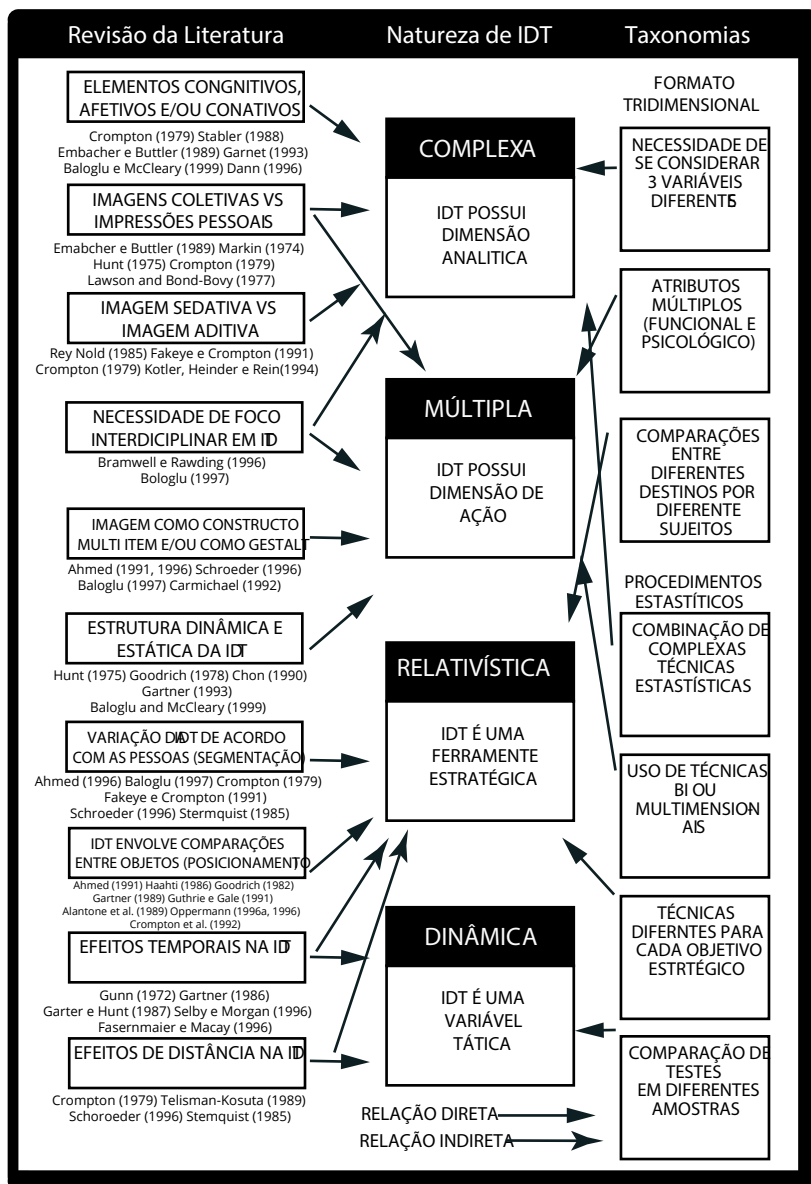 Revisão da Literatura
Natureza de IDT
Taxonomias
ELEMENTOS CONGNITIVOS,
AFETIVOS E/OU CONATIVOS
Crompton (1979) Stabler (1988)
Embacher e Buttler (1989) Garnet (1993)
Baloglu e McCleary (1999) Dann (1996)
IMAGENS COLETIVAS VS
IMPRESSÕES PESSOAIS
Emabcher e Buttler (1989) Markin (1974)
Hunt (1975) Crompton (1979)
Lawson and Bond-Bovy (1977)
IMAGEM SEDATIVA VS
IMAGEM ADITIVA
Rey Nold (1985) Fakeye e Crompton (1991)
Crompton (1979) Kotler, Heinder e Rein(1994)
NECESSIDADE DE FOCO
INTERDICIPLINAR EM IDT
Bramwell e Rawding (1996)
Bologlu (1997)
IMAGEM COMO CONSTRUCTO
MULTI ITEM E/OU COMO GESTALT
Ahmed (1991, 1996) Schroeder (1996)
Baloglu (1997) Carmichael (1992)
ESTRUTURA DINÂMICA E
ESTÁTICA DA IDT
Hunt (1975) Goodrich (1978) Chon (1990)
Gartner (1993)
Baloglu and McCleary (1999)
VARIAÇÃO DA IDT DE ACORDO
COM AS PESSOAS (SEGMENTAÇÃO)
Ahmed (1996) Baloglu (1997) Crompton (1979)
Fakeye e Crompton (1991)
Schroeder (1996) Stermquist (1985)
IDT ENVOLVE COMPARAÇÕES
ENTRE OBJETOS (POSICIONAMENTO)
Ahmed (1991) Haahti (1986) Goodrich (1982)
Gartner (1989) Guthrie e Gale (1991)
Alantone et al. (1989) Oppermann (1996a, 1996)
Crompton et al. (1992)
EFEITOS TEMPORAIS NA IDT
Gunn (1972) Gartner (1986)
Garter e Hunt (1987) Selby e Morgan (1996)
Fasernmaier e Macay (1996)
EFEITOS DE DISTÂNCIA NA IDT
Crompton (1979) Telisman-Kosuta (1989)
Schoroeder (1996) Stemquist (1985)
COMPLEXA
IDT POSSUI
DIMENSÃO
ANALITICA
MÚLTIPLA
IDT POSSUI
DIMENSÃO DE
AÇÃO
RELATIVÍSTICA
IDT É UMA
FERRAMENTE
ESTRATÉGICA
DINÂMICA
IDT É UMA
VARIÁVEL
TÁTICA
RELAÇÃO DIRETA
RELAÇÃO INDIRETA
FORMATO
TRIDIMENSIONAL
NECESSIDADE DE
SE CONSIDERAR
3 VARIÁVEIS
DIFERENTES
ATRIBUTOS
MÚLTIPLOS
(FUNCIONAL E
PSICOLÓGICO)
COMPARAÇÕES
ENTRE
DIFERENTES
DESTINOS POR
DIFERENTE
SUJEITOS
PROCEDIMENTOS
ESTASTÍTICOS
COMBINAÇÃO DE
COMPLEXAS
TÉCNICAS
ESTASTÍSTICAS
USO DE TÉCNICAS
BI OU
MULTIMENSION-
AIS
TÉCNICAS
DIFERNTES PARA
CADA OBJETIVO
ESTRTÉGICO
COMPARAÇÃO DE
TESTES
EM DIFERENTES
AMOSTRAS